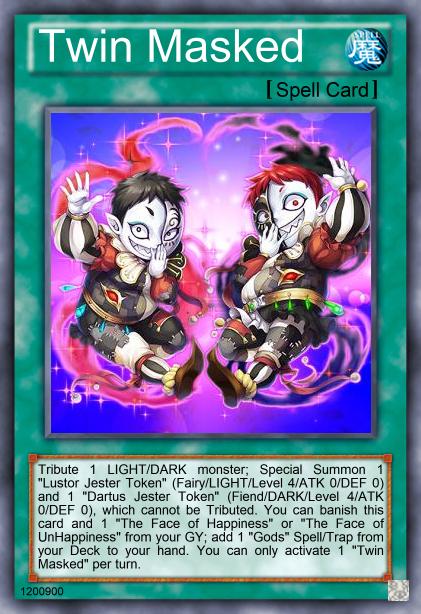 Twin Masked
SPELL
魔
[Spell Card]
Tribute 1 LIGHT/DARK monster; Special Summon 1
"Lustor Jester Token" (Fairy/LIGHT/Level 4/ATK 0/DEF 0)
and 1 "Dartus Jester Token" (Fiend/DARK/Level 4/ATK
0/DEF 0), which cannot be Tributed. You can banish this
card and 1 "The Face of Happiness" or "The Face of
UnHappiness" from your GY; add 1 "Gods" Spell/Trap from
your Deck to your hand. You can only activate 1 "Twin
Masked" per turn.
1200900